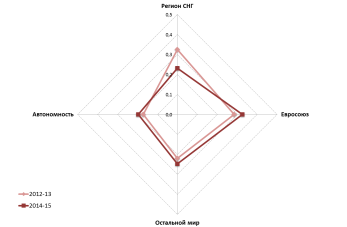 Регион СНГ
0,5
0,4
0,3
0,2
0,1
0,0
Автономность
Евросоюз
Остальной мир
2012-13
2014-15